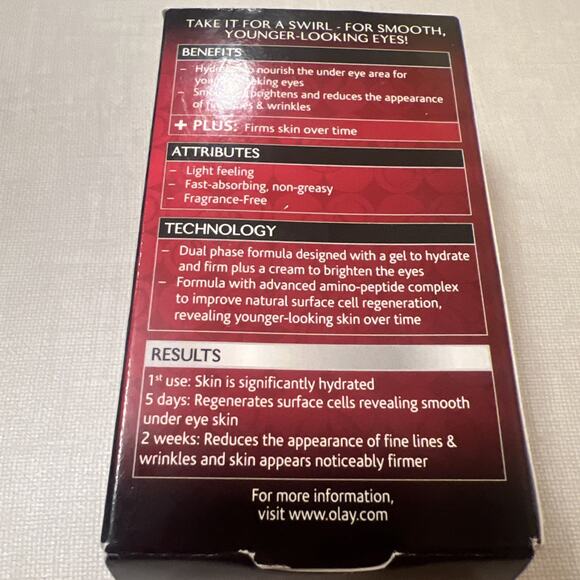 TAKE IT FOR A SWIRL - FOR SMOOTH,
YOUNGER-LOOKING EYES!
BENEFITS
- nourish the under eye area for
eyes
- brightens and reduces the appearance
of fine lines & wrinkles
+ PLUS: Firms skin over time
ATTRIBUTES
- Light feeling
- Fast-absorbing, non-greasy
- Fragrance-Free
TECHNOLOGY
- Dual phase formula designed with a gel to hydrate
and firm plus a cream to brighten the eyes
- Formula with advanced amino-peptide complex
to improve natural surface cell regeneration,
revealing younger-looking skin over time
RESULTS
1st use: Skin is significantly hydrated
5 days: Regenerates surface cells revealing smooth
under eye skin
2 weeks: Reduces the appearance of fine lines &
wrinkles and skin appears noticeably firmer
For more information,
visit www.olay.com